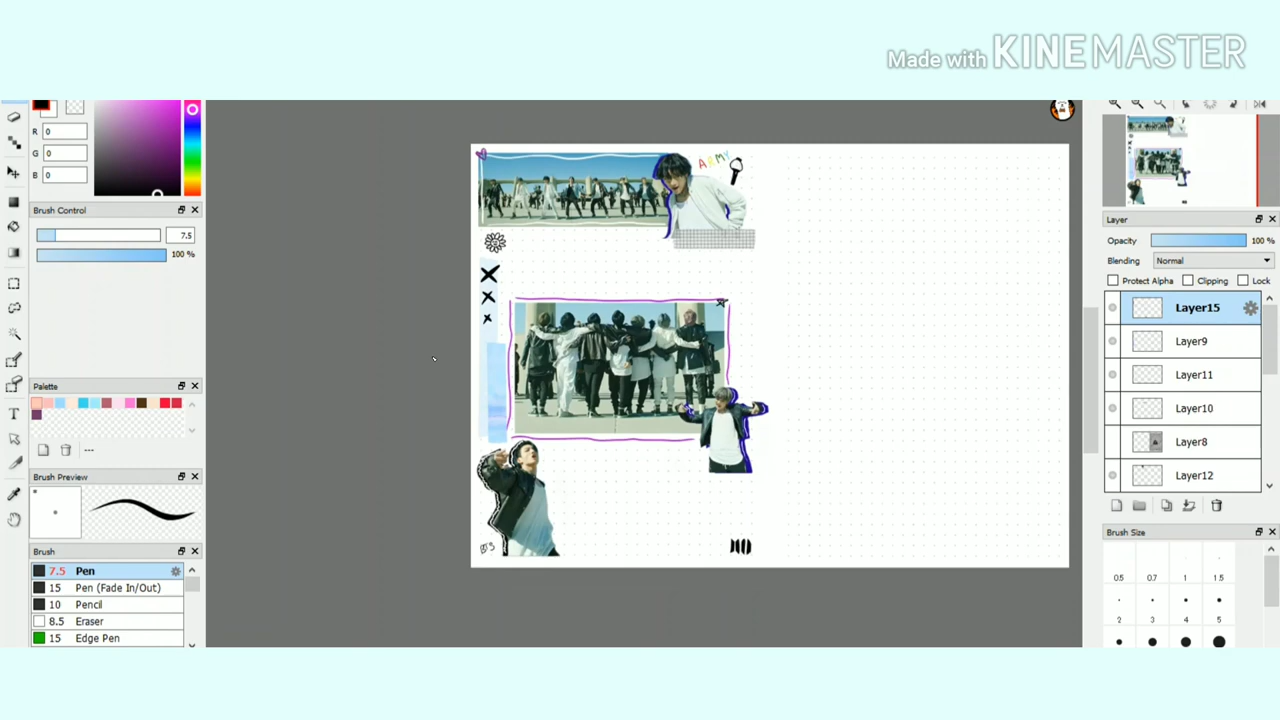 Made with KINEMASTER
R 0
G 0
B 0
Brush Control
7.5
100 %
Palette
Brush Preview
Brush
7.5 Pen
15 Pen (Fade In/Out)
10 Pencil
8.5 Eraser
15 Edge Pen
ARMY
BTS
Layer
Opacity 100 %
Blending Normal
Protect Alpha Clipping Lock
Layer15
Layer9
Layer11
Layer10
Layer8
Layer12
Brush Size
0.5 0.7 1 1.5
2 3 4 5